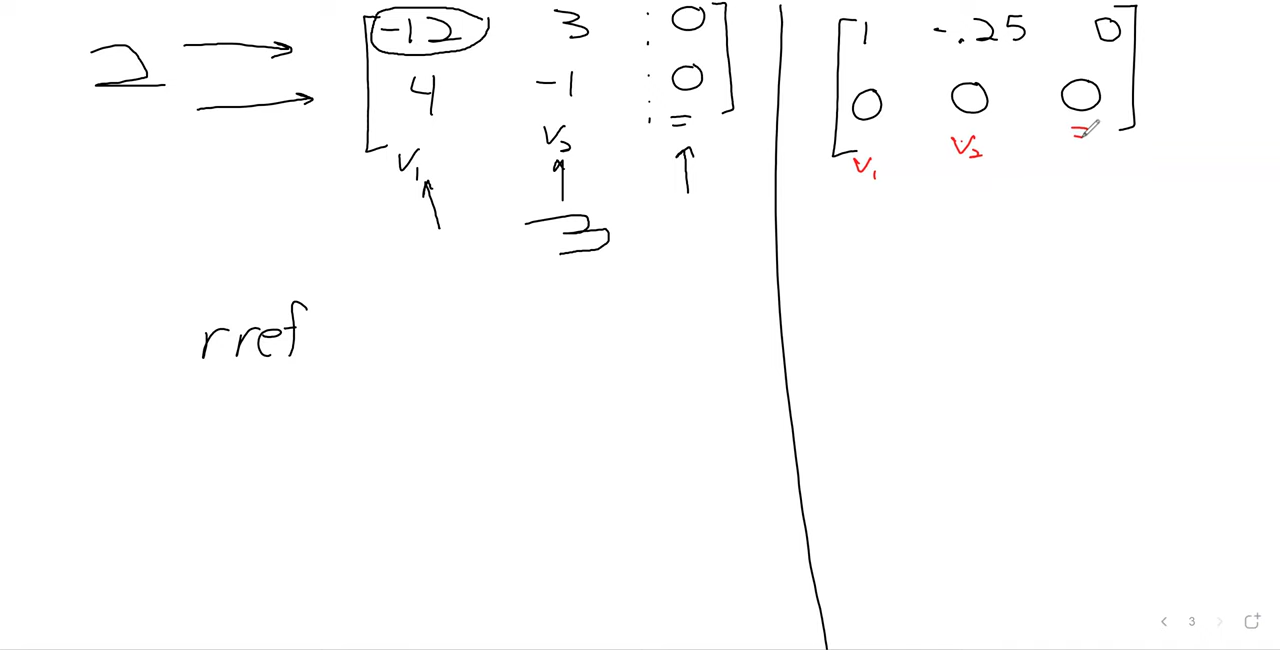 2
-12 3 : 0
4 -1 : 0
v₁ v₂ : =
3
rref
1 -.25 0
0 0 0
v₁ v₂ =
3